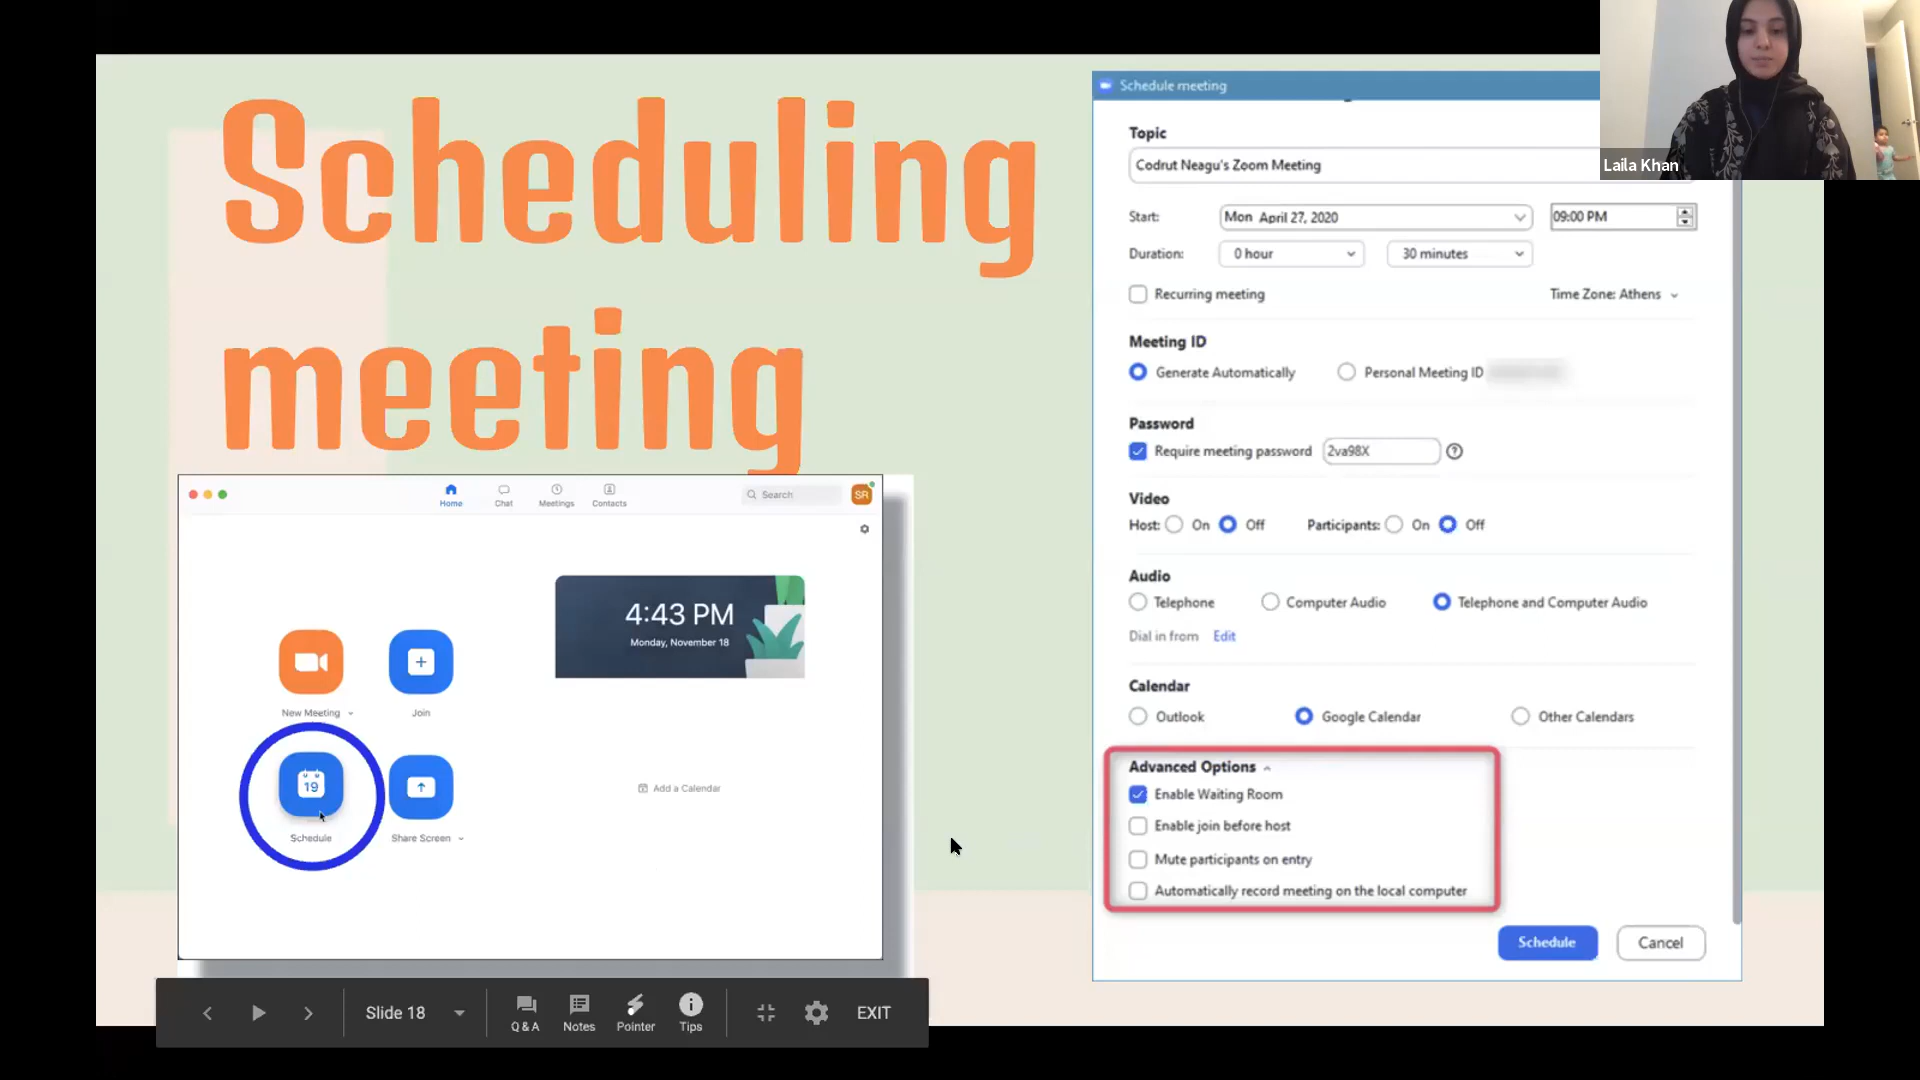 Scheduling
meeting
Home
Chat
Meetings
Contacts
Search
SR
4:43 PM
Monday, November 18
New Meeting
Join
19
Schedule
Share Screen
Add a Calendar
Schedule meeting
Topic
Codrut Neagu's Zoom Meeting
Start: Mon April 27, 2020 09:00 PM
Duration: 0 hour 30 minutes
Recurring meeting Time Zone: Athens
Meeting ID
Generate Automatically Personal Meeting ID
Password
Require meeting password 2va98X ?
Video
Host: On Off Participants: On Off
Audio
Telephone Computer Audio Telephone and Computer Audio
Dial in from Edit
Calendar
Outlook Google Calendar Other Calendars
Advanced Options
Enable Waiting Room
Enable join before host
Mute participants on entry
Automatically record meeting on the local computer
Schedule Cancel
Laila Khan
Slide 18
Q & A
Notes
Pointer
Tips
EXIT